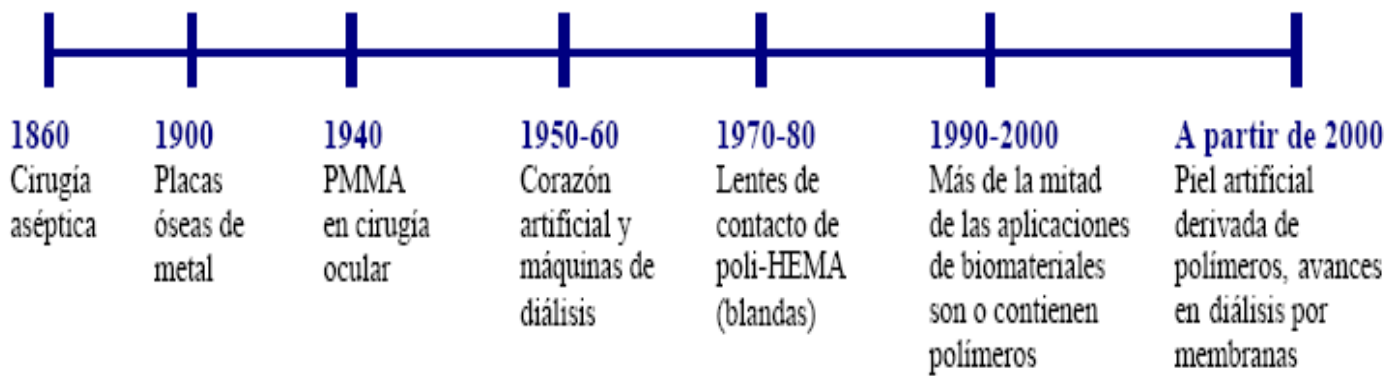 1860
Cirugía
aséptica
1900
Placas
óseas de
metal
1940
PMMA
en cirugía
ocular
1950-60
Corazón
artificial y
máquinas de
diálisis
1970-80
Lentes de
contacto de
poli-HEMA
(blandas)
1990-2000
Más de la mitad
de las aplicaciones
de biomateriales
son o contienen
polímeros
A partir de 2000
Piel artificial
derivada de
polímeros, avances
en diálisis por
membranas